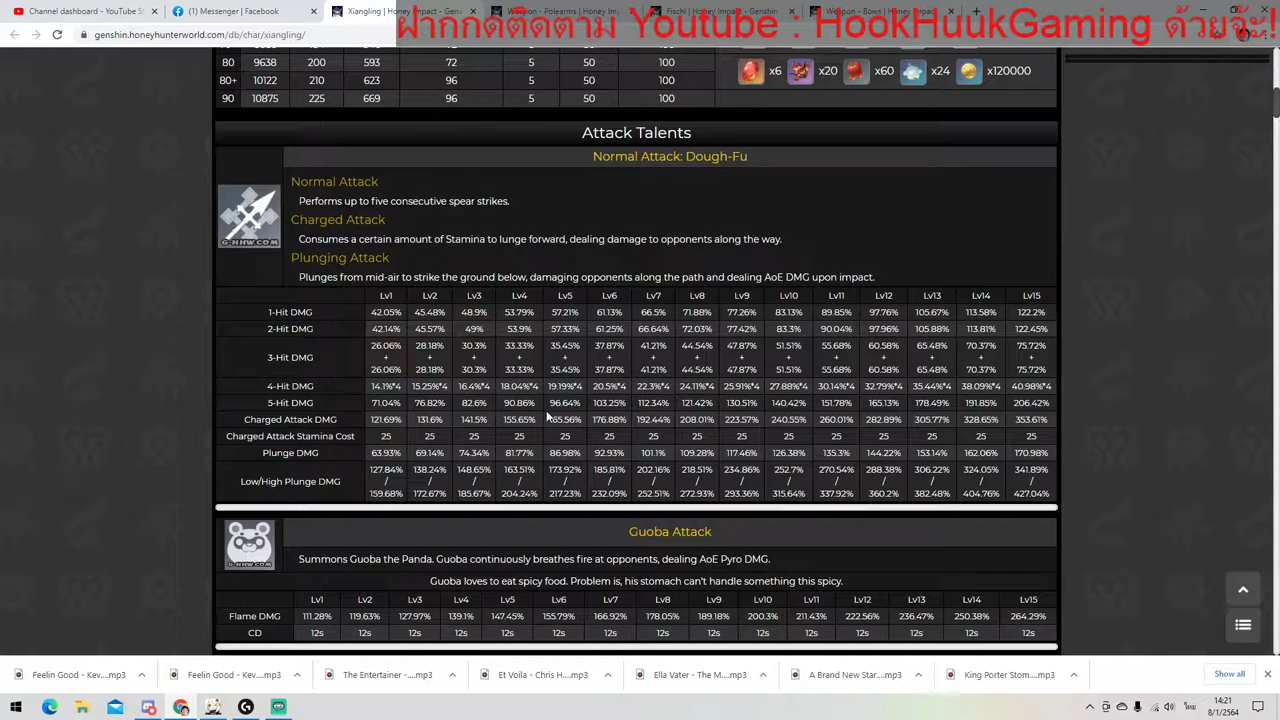 Channel dashboard - YouTube St
(1) Messenger | Facebook
Xiangling | Honey Impact - Gen
Weapon - Polearms | Honey Im
Fischl | Honey Impact - Genshin
Weapon - Bows | Honey Impact
ฝากกดติดตาม Youtube : HookHuukGaming ด้วยจ้ะ!
genshin.honeyhunterworld.com/db/char/xiangling/
80 9638 200 593 72 5 50 100
80+ 10122 210 623 96 5 50 100
x6 x20 x60 x24 x120000
90 10875 225 669 96 5 50 100
Attack Talents
Normal Attack: Dough-Fu
G-HHW.COM
Normal Attack
Performs up to five consecutive spear strikes.
Charged Attack
Consumes a certain amount of Stamina to lunge forward, dealing damage to opponents along the way.
Plunging Attack
Plunges from mid-air to strike the ground below, damaging opponents along the path and dealing AoE DMG upon impact.
Lv1 Lv2 Lv3 Lv4 Lv5 Lv6 Lv7 Lv8 Lv9 Lv10 Lv11 Lv12 Lv13 Lv14 Lv15
1-Hit DMG 42.05% 45.48% 48.9% 53.79% 57.21% 61.13% 66.5% 71.88% 77.26% 83.13% 89.85% 97.76% 105.67% 113.58% 122.2%
2-Hit DMG 42.14% 45.57% 49% 53.9% 57.33% 61.25% 66.64% 72.03% 77.42% 83.3% 90.04% 97.96% 105.88% 113.81% 122.45%
26.06% 28.18% 30.3% 33.33% 35.45% 37.87% 41.21% 44.54% 47.87% 51.51% 55.68% 60.58% 65.48% 70.37% 75.72%
3-Hit DMG + + + + + + + + + + + + + + +
26.06% 28.18% 30.3% 33.33% 35.45% 37.87% 41.21% 44.54% 47.87% 51.51% 55.68% 60.58% 65.48% 70.37% 75.72%
4-Hit DMG 14.1%*4 15.25%*4 16.4%*4 18.04%*4 19.19%*4 20.5%*4 22.3%*4 24.11%*4 25.91%*4 27.88%*4 30.14%*4 32.79%*4 35.44%*4 38.09%*4 40.98%*4
5-Hit DMG 71.04% 76.82% 82.6% 90.86% 96.64% 103.25% 112.34% 121.42% 130.51% 140.42% 151.78% 165.13% 178.49% 191.85% 206.42%
Charged Attack DMG 121.69% 131.6% 141.5% 155.65% 165.56% 176.88% 192.44% 208.01% 223.57% 240.55% 260.01% 282.89% 305.77% 328.65% 353.61%
Charged Attack Stamina Cost 25 25 25 25 25 25 25 25 25 25 25 25 25 25 25
Plunge DMG 63.93% 69.14% 74.34% 81.77% 86.98% 92.93% 101.1% 109.28% 117.46% 126.38% 135.3% 144.22% 153.14% 162.06% 170.98%
127.84% 138.24% 148.65% 163.51% 173.92% 185.81% 202.16% 218.51% 234.86% 252.7% 270.54% 288.38% 306.22% 324.05% 341.89%
Low/High Plunge DMG / / / / / / / / / / / / / / /
159.68% 172.67% 185.67% 204.24% 217.23% 232.09% 252.51% 272.93% 293.36% 315.64% 337.92% 360.2% 382.48% 404.76% 427.04%
Guoba Attack
G-HHW.COM
Summons Guoba the Panda. Guoba continuously breathes fire at opponents, dealing AoE Pyro DMG.
Guoba loves to eat spicy food. Problem is, his stomach can't handle something this spicy.
Lv1 Lv2 Lv3 Lv4 Lv5 Lv6 Lv7 Lv8 Lv9 Lv10 Lv11 Lv12 Lv13 Lv14 Lv15
Flame DMG 111.28% 119.63% 127.97% 139.1% 147.45% 155.79% 166.92% 178.05% 189.18% 200.3% 211.43% 222.56% 236.47% 250.38% 264.29%
CD 12s 12s 12s 12s 12s 12s 12s 12s 12s 12s 12s 12s 12s 12s 12s
Feelin Good - Kev....mp3
Feelin Good - Kev....mp3
The Entertainer -....mp3
Et Voila - Chris H....mp3
Ella Vater - The M....mp3
A Brand New Star....mp3
King Porter Stom....mp3
Show all
ไทย
14:21
8/1/2564